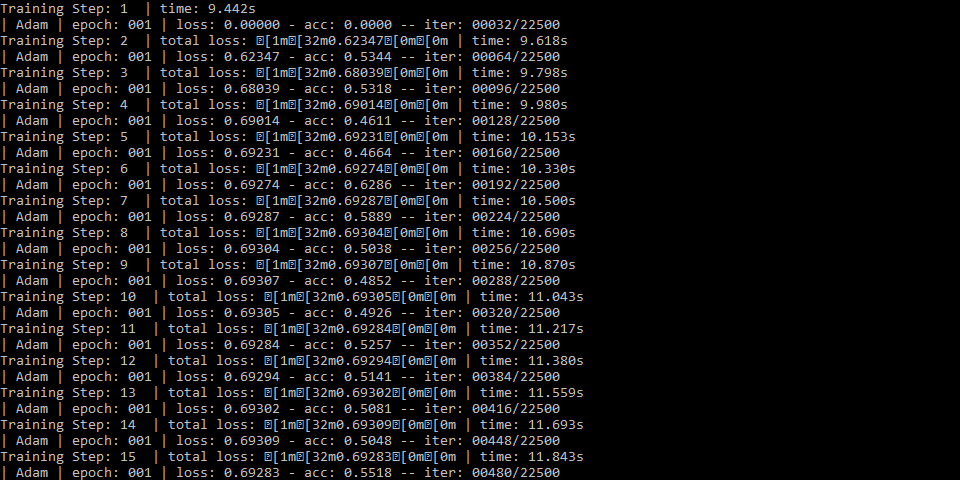 Training Step: 1  | time: 9.442s
| Adam | epoch: 001 | loss: 0.00000 - acc: 0.0000 -- iter: 00032/22500
Training Step: 2  | total loss: [1m[32m0.62347[0m[0m | time: 9.618s
| Adam | epoch: 001 | loss: 0.62347 - acc: 0.5344 -- iter: 00064/22500
Training Step: 3  | total loss: [1m[32m0.68039[0m[0m | time: 9.798s
| Adam | epoch: 001 | loss: 0.68039 - acc: 0.5318 -- iter: 00096/22500
Training Step: 4  | total loss: [1m[32m0.69014[0m[0m | time: 9.980s
| Adam | epoch: 001 | loss: 0.69014 - acc: 0.4611 -- iter: 00128/22500
Training Step: 5  | total loss: [1m[32m0.69231[0m[0m | time: 10.153s
| Adam | epoch: 001 | loss: 0.69231 - acc: 0.4664 -- iter: 00160/22500
Training Step: 6  | total loss: [1m[32m0.69274[0m[0m | time: 10.330s
| Adam | epoch: 001 | loss: 0.69274 - acc: 0.6286 -- iter: 00192/22500
Training Step: 7  | total loss: [1m[32m0.69287[0m[0m | time: 10.500s
| Adam | epoch: 001 | loss: 0.69287 - acc: 0.5889 -- iter: 00224/22500
Training Step: 8  | total loss: [1m[32m0.69304[0m[0m | time: 10.690s
| Adam | epoch: 001 | loss: 0.69304 - acc: 0.5038 -- iter: 00256/22500
Training Step: 9  | total loss: [1m[32m0.69307[0m[0m | time: 10.870s
| Adam | epoch: 001 | loss: 0.69307 - acc: 0.4852 -- iter: 00288/22500
Training Step: 10  | total loss: [1m[32m0.69305[0m[0m | time: 11.043s
| Adam | epoch: 001 | loss: 0.69305 - acc: 0.4926 -- iter: 00320/22500
Training Step: 11  | total loss: [1m[32m0.69284[0m[0m | time: 11.217s
| Adam | epoch: 001 | loss: 0.69284 - acc: 0.5257 -- iter: 00352/22500
Training Step: 12  | total loss: [1m[32m0.69294[0m[0m | time: 11.380s
| Adam | epoch: 001 | loss: 0.69294 - acc: 0.5141 -- iter: 00384/22500
Training Step: 13  | total loss: [1m[32m0.69302[0m[0m | time: 11.559s
| Adam | epoch: 001 | loss: 0.69302 - acc: 0.5081 -- iter: 00416/22500
Training Step: 14  | total loss: [1m[32m0.69309[0m[0m | time: 11.693s
| Adam | epoch: 001 | loss: 0.69309 - acc: 0.5048 -- iter: 00448/22500
Training Step: 15  | total loss: [1m[32m0.69283[0m[0m | time: 11.843s
| Adam | epoch: 001 | loss: 0.69283 - acc: 0.5518 -- iter: 00480/22500